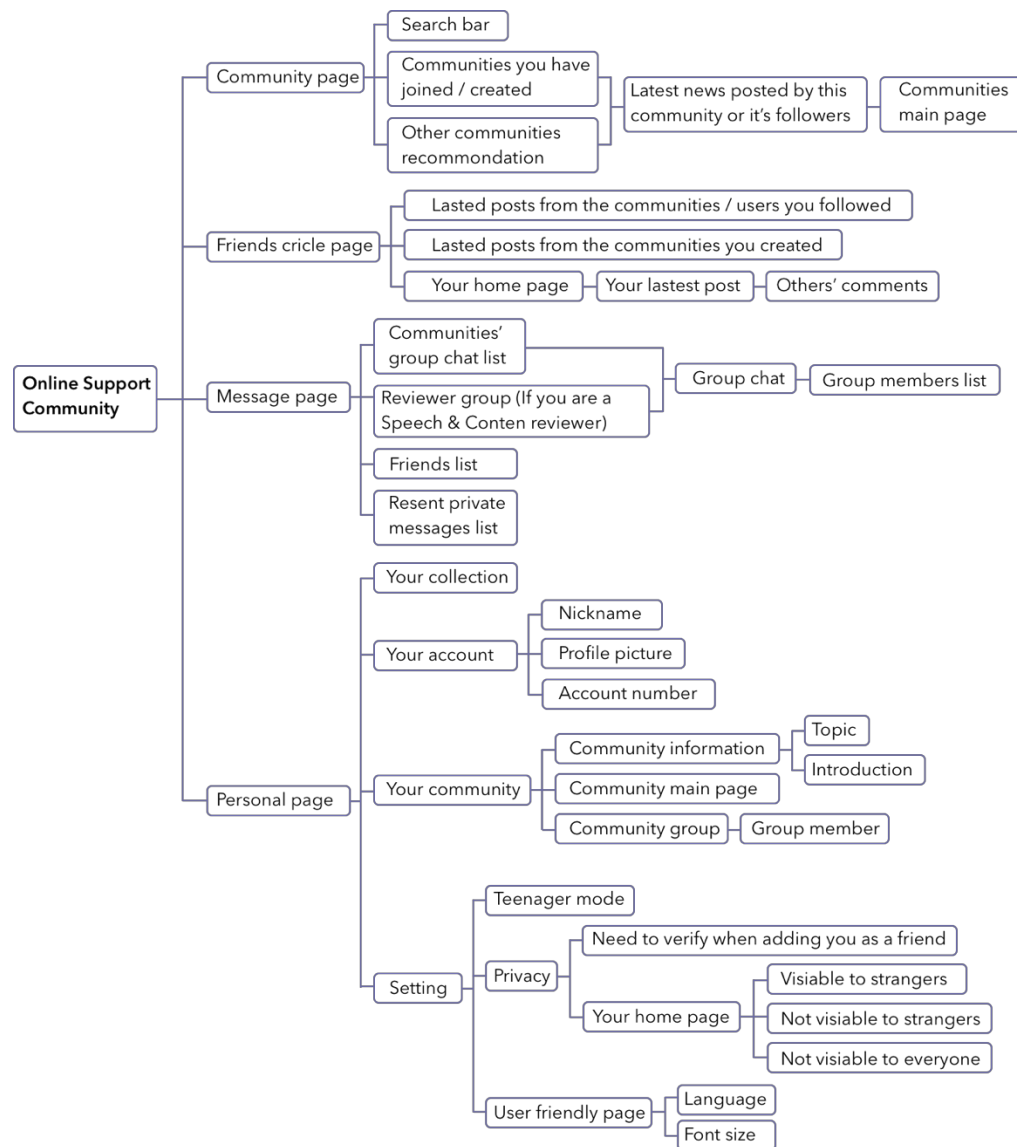 Online Support
Community
Community page
Search bar
Communities you have
joined / created
Other communities
recommondation
Latest news posted by this
community or it's followers
Communities
main page
Friends cricle page
Lasted posts from the communities / users you followed
Lasted posts from the communities you created
Your home page
Your lastest post
Others' comments
Message page
Communities'
group chat list
Reviewer group (If you are a
Speech & Conten reviewer)
Group chat
Group members list
Friends list
Resent private
messages list
Personal page
Your collection
Your account
Nickname
Profile picture
Account number
Your community
Community information
Topic
Introduction
Community main page
Community group
Group member
Setting
Teenager mode
Privacy
Need to verify when adding you as a friend
Your home page
Visiable to strangers
Not visiable to strangers
Not visiable to everyone
User friendly page
Language
Font size